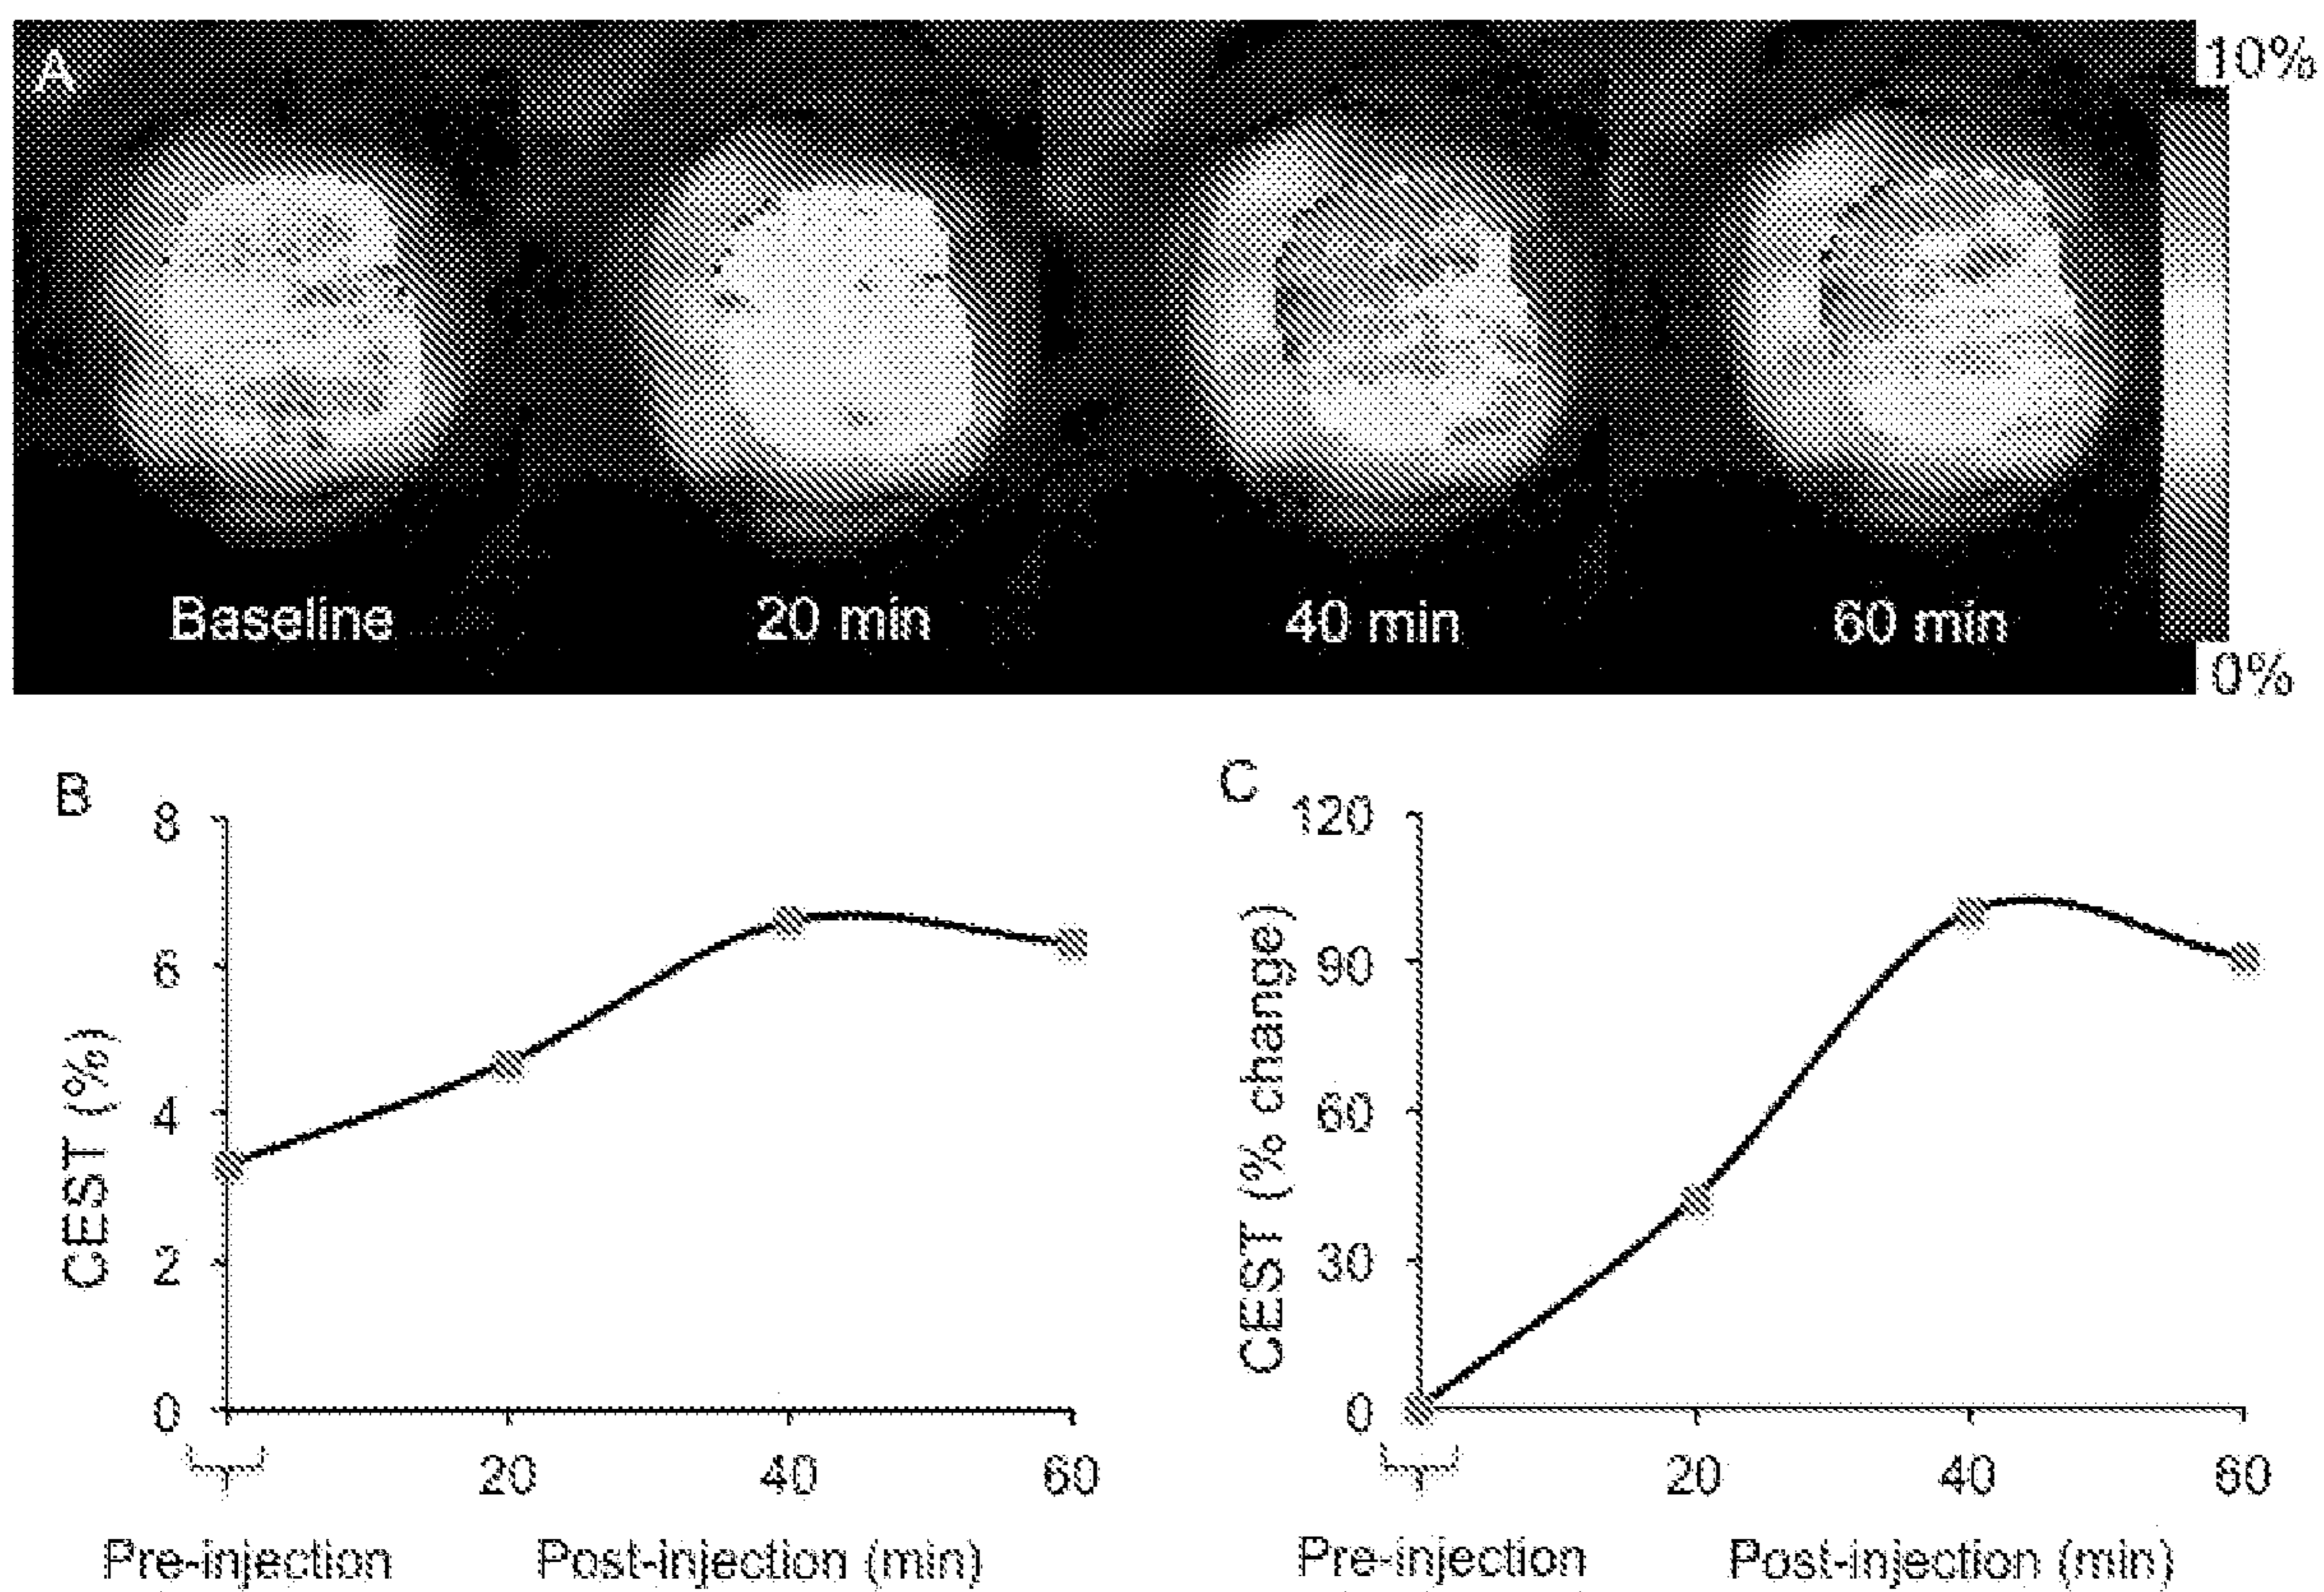 A
10%
Baseline
20 min
40 min
60 min
0%
B
8
6
4
2
0
CEST (%)
20
40
60
Pre-injection
Post-injection (min)
C
120
90
60
30
0
CEST (% change)
20
40
60
Pre-injection
Post-injection (min)